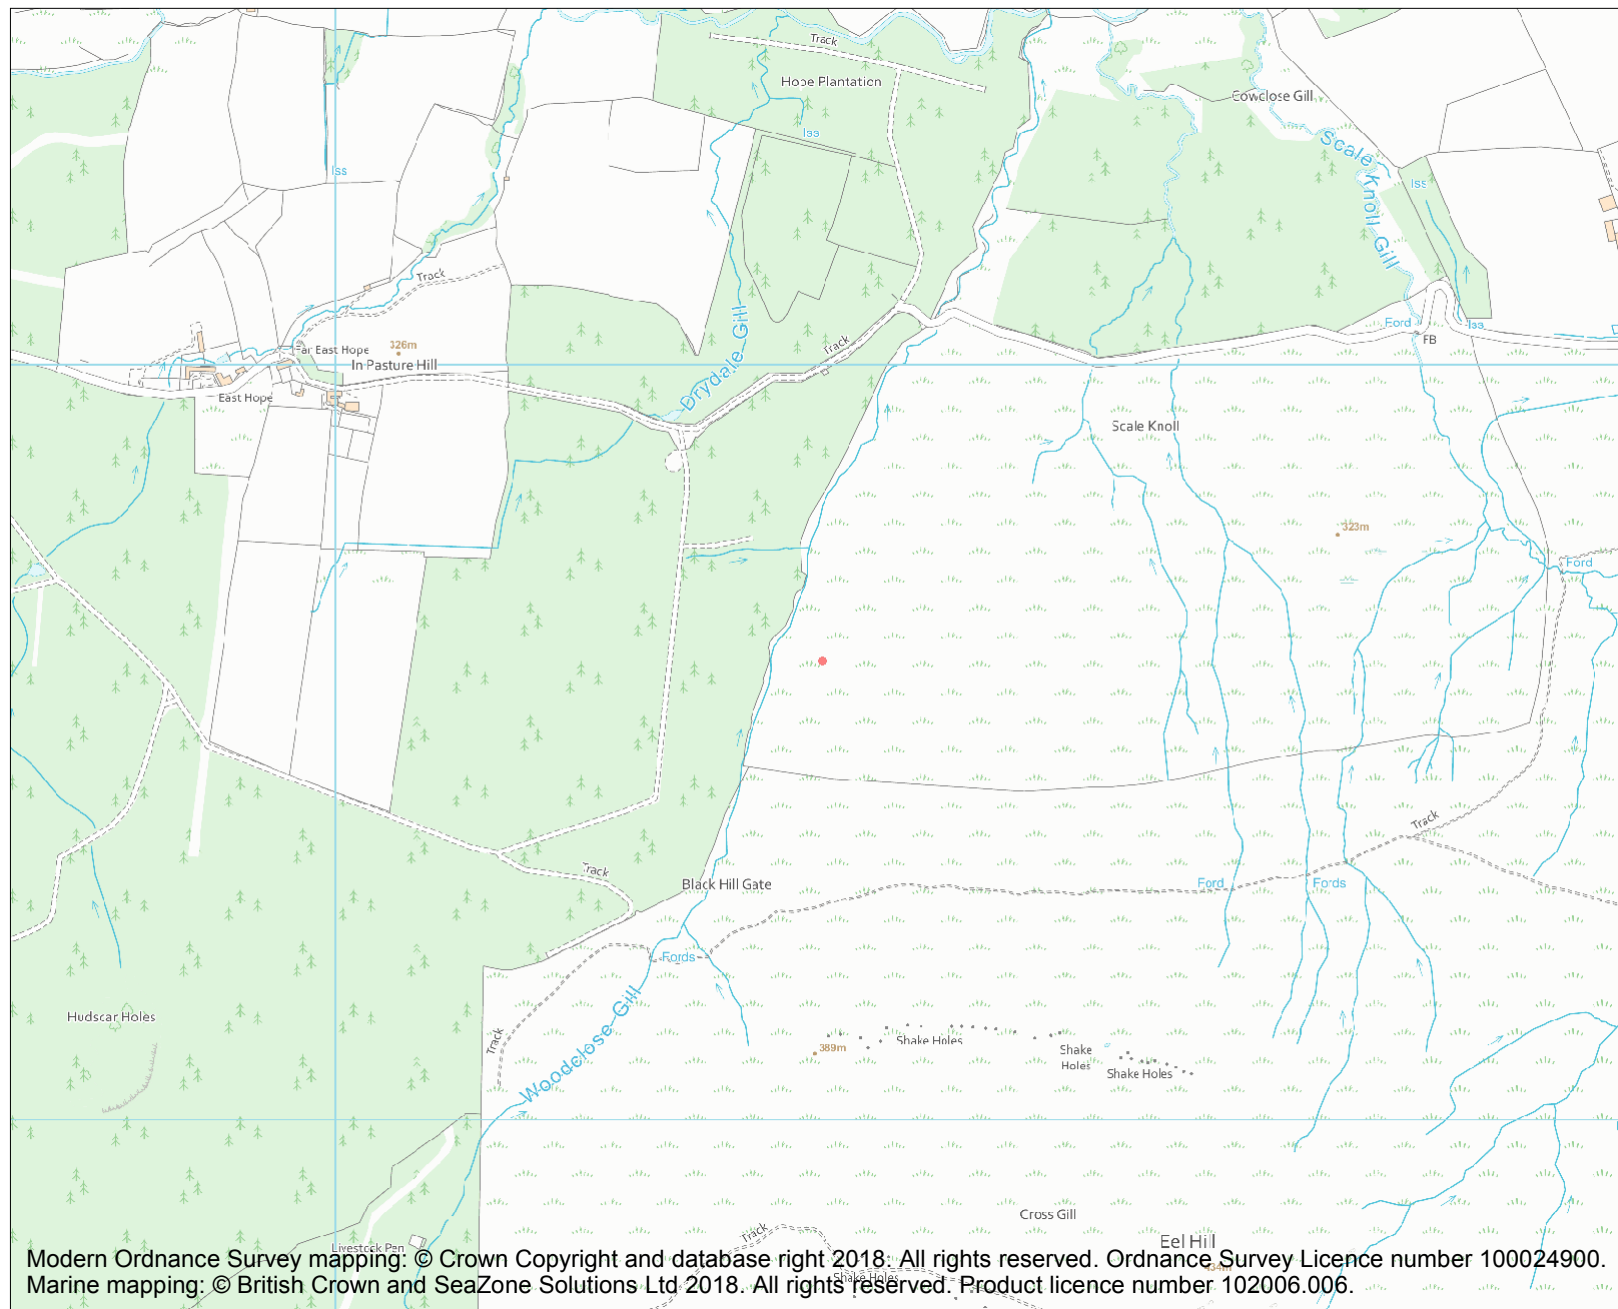 Track
Hope Plantation
Cowclose Gill
Iss
Scale Knoll Gill
Iss
Iss
Track
Ford
Iss
FB
Far East Hope
326m
In Pasture Hill
Track
Drydale Gill
East Hope
Scale Knoll
323m
Ford
Track
Track
Black Hill Gate
Ford
Fords
Fords
Hudscar Holes
Track
Woodclose Gill
389m
Shake Holes
Shake
Holes
Shake Holes
Cross Gill
Track
Eel Hill
Livestock Pen
434m
Shake Holes
Modern Ordnance Survey mapping: © Crown Copyright and database right 2018. All rights reserved. Ordnance Survey Licence number 100024900.
Marine mapping: © British Crown and SeaZone Solutions Ltd 2018. All rights reserved. Product licence number 102006.006.